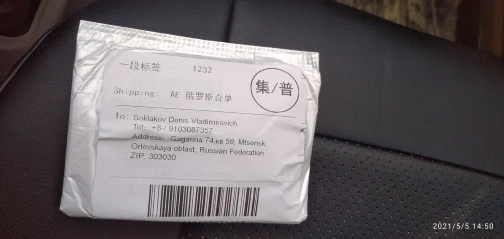 一段标签 1232
集/普
Shipping: AE 俄罗斯合单
To: Soklakov Denis Vladimirovich
Tel: +8-/ 9103087357
Address: Gagarina 74 кв 59, Mtsensk,
Orlovskaya oblast, Russian Federation
ZIP: 303030
2021/5/5 14:50